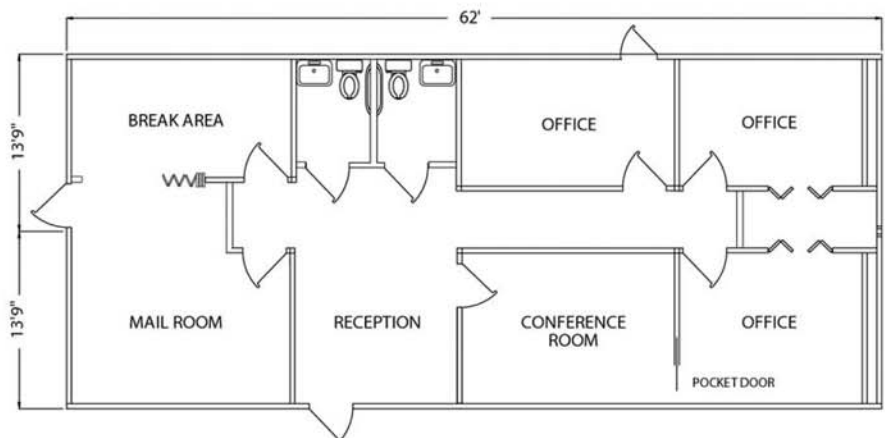 62'
13'9"
BREAK AREA
OFFICE
OFFICE
13'9"
MAIL ROOM
RECEPTION
CONFERENCE
ROOM
OFFICE
POCKET DOOR